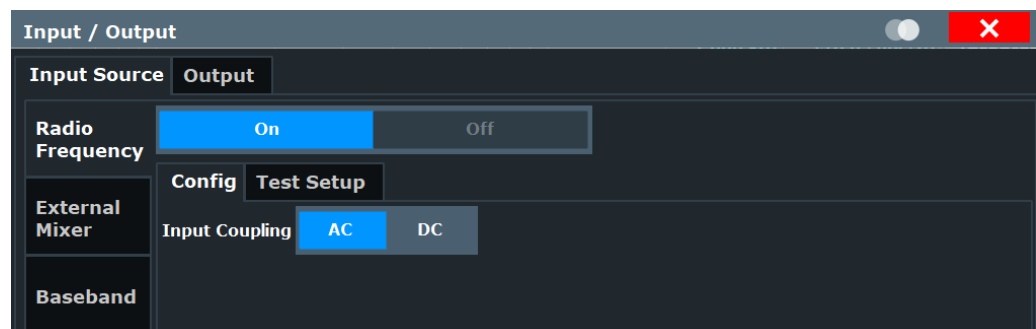 Input / Output
Input Source Output
Radio
Frequency
On Off
Config Test Setup
External
Mixer
Input Coupling AC DC
Baseband